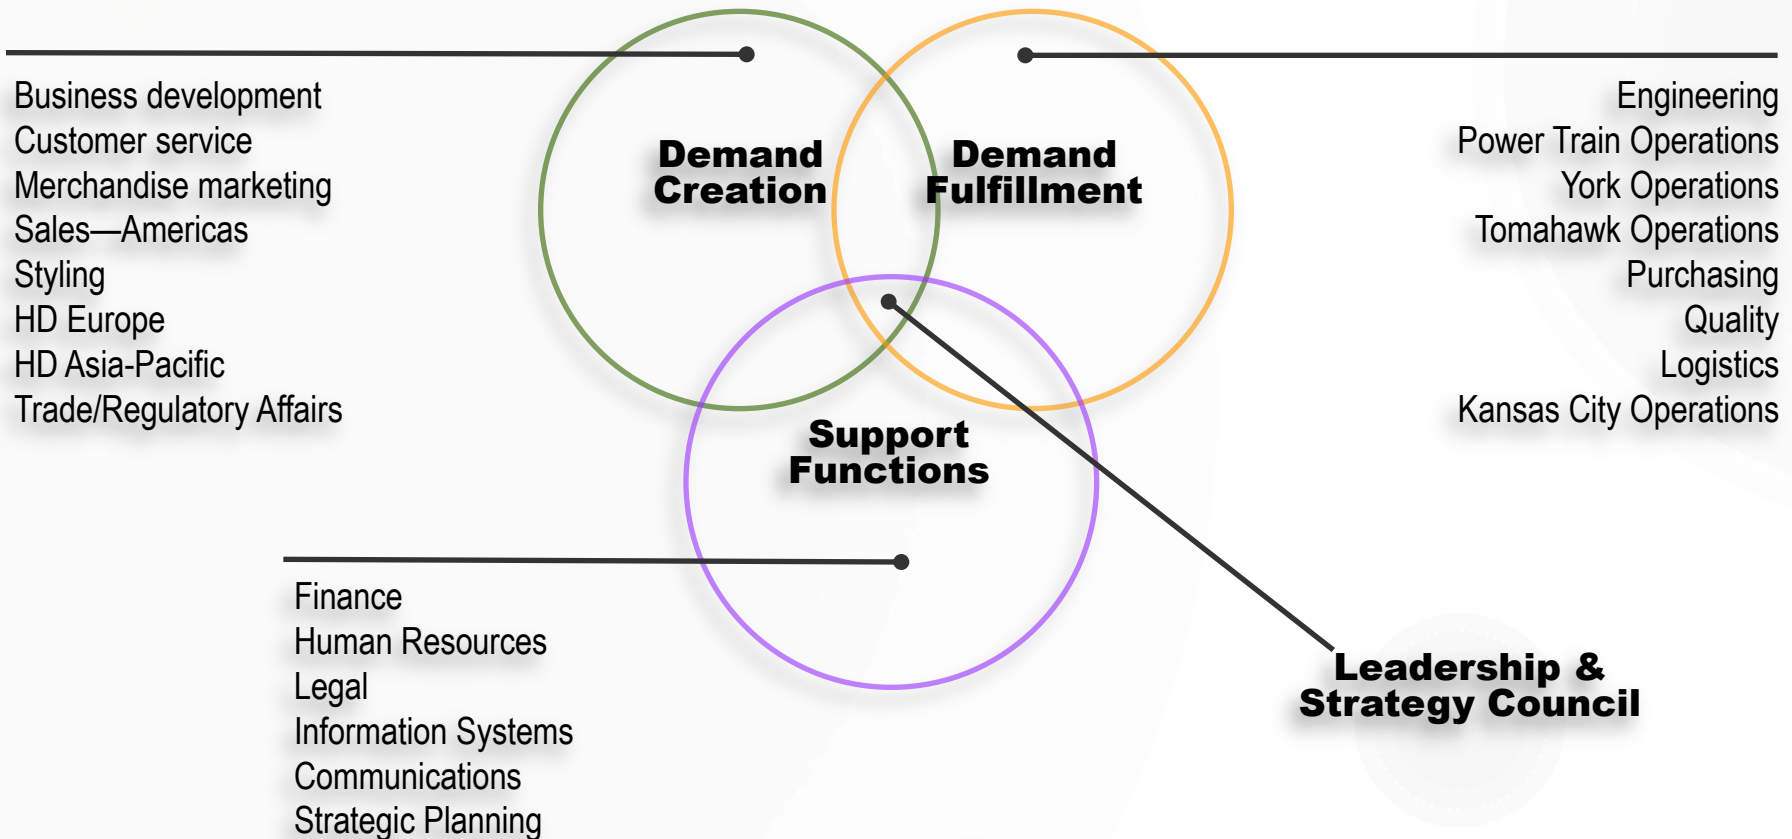 Business development
Customer service
Merchandise marketing
Sales—Americas
Styling
HD Europe
HD Asia-Pacific
Trade/Regulatory Affairs
Demand
Creation
Demand
Fulfillment
Engineering
Power Train Operations
York Operations
Tomahawk Operations
Purchasing
Quality
Logistics
Kansas City Operations
Support
Functions
Finance
Human Resources
Legal
Information Systems
Communications
Strategic Planning
Leadership &
Strategy Council